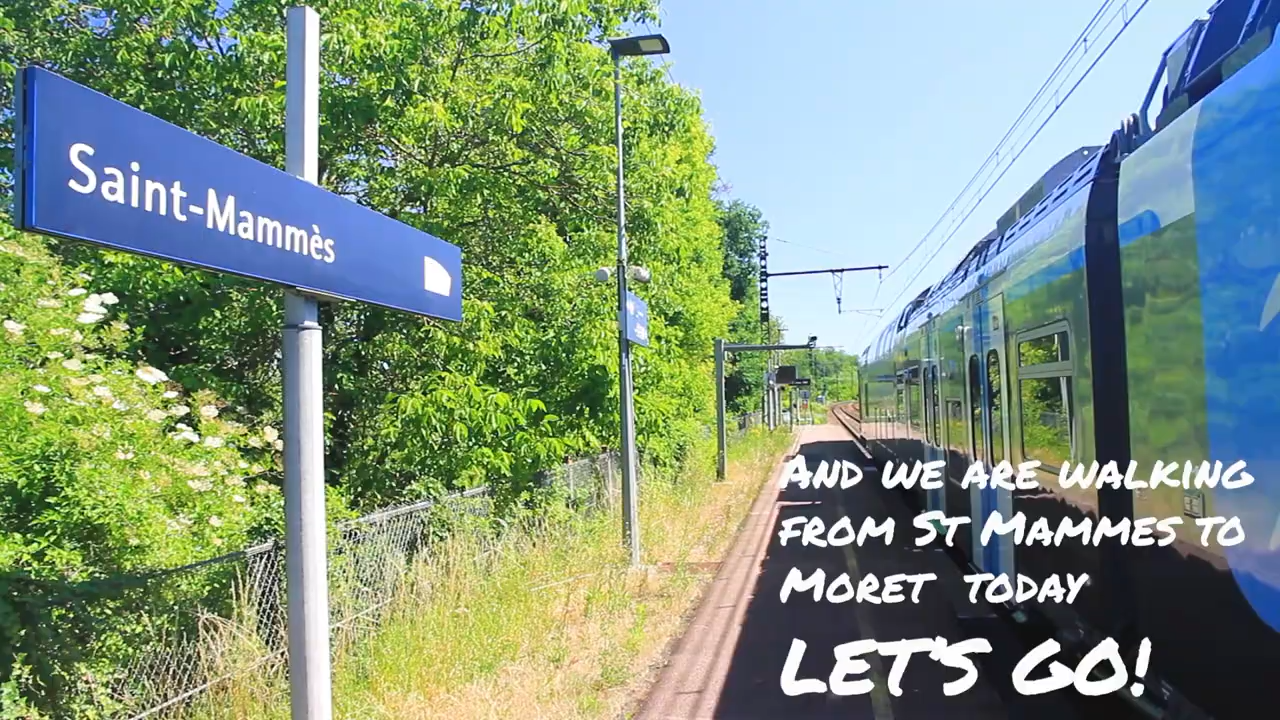 Saint-Mammès
AND WE ARE WALKING
FROM ST MAMMES TO
MORET TODAY
LET'S GO!